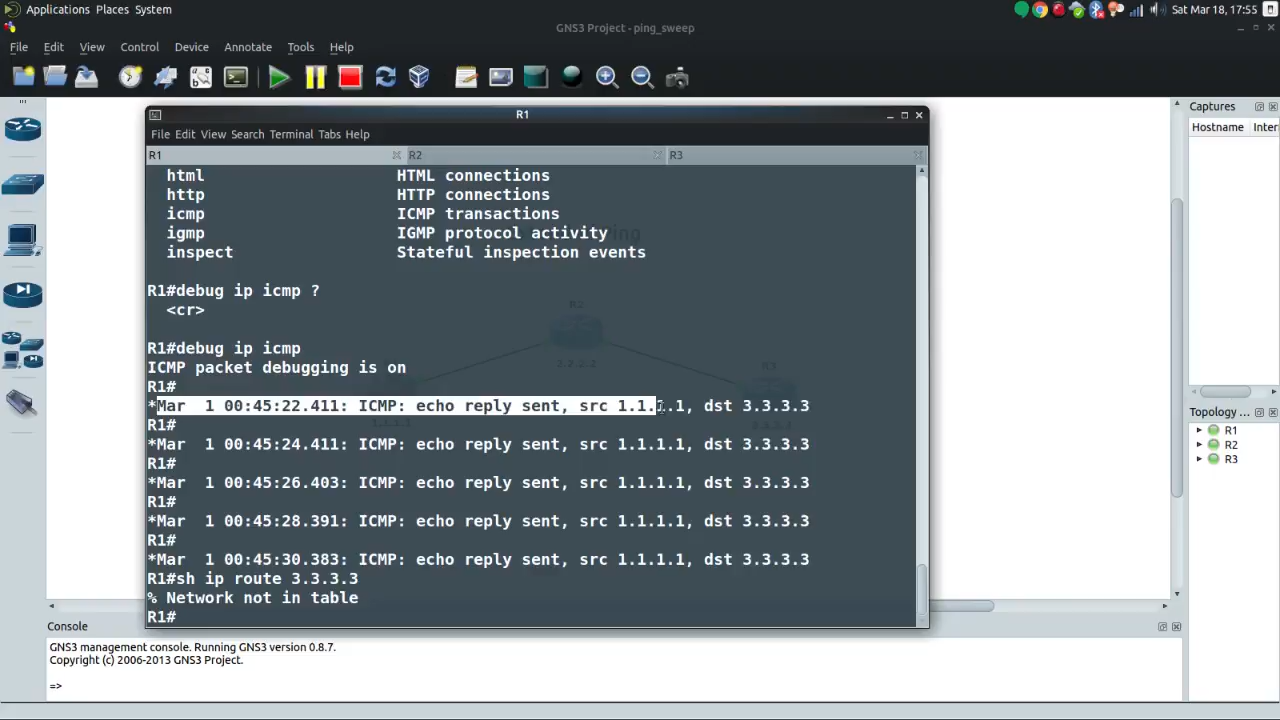 Applications Places System
Sat Mar 18, 17:55
GNS3 Project - ping_sweep
File Edit View Control Device Annotate Tools Help
R1
File Edit View Search Terminal Tabs Help
R1 R2 R3
html HTML connections
http HTTP connections
icmp ICMP transactions
igmp IGMP protocol activity
inspect Stateful inspection events
R1#debug ip icmp ?
<cr>
R1#debug ip icmp
ICMP packet debugging is on
R1#
*Mar 1 00:45:22.411: ICMP: echo reply sent, src 1.1.1.1, dst 3.3.3.3
R1#
*Mar 1 00:45:24.411: ICMP: echo reply sent, src 1.1.1.1, dst 3.3.3.3
R1#
*Mar 1 00:45:26.403: ICMP: echo reply sent, src 1.1.1.1, dst 3.3.3.3
R1#
*Mar 1 00:45:28.391: ICMP: echo reply sent, src 1.1.1.1, dst 3.3.3.3
R1#
*Mar 1 00:45:30.383: ICMP: echo reply sent, src 1.1.1.1, dst 3.3.3.3
R1#sh ip route 3.3.3.3
% Network not in table
R1#
Captures
Hostname Inter
Topology ...
R1
R2
R3
Console
GNS3 management console. Running GNS3 version 0.8.7.
Copyright (c) 2006-2013 GNS3 Project.
=>